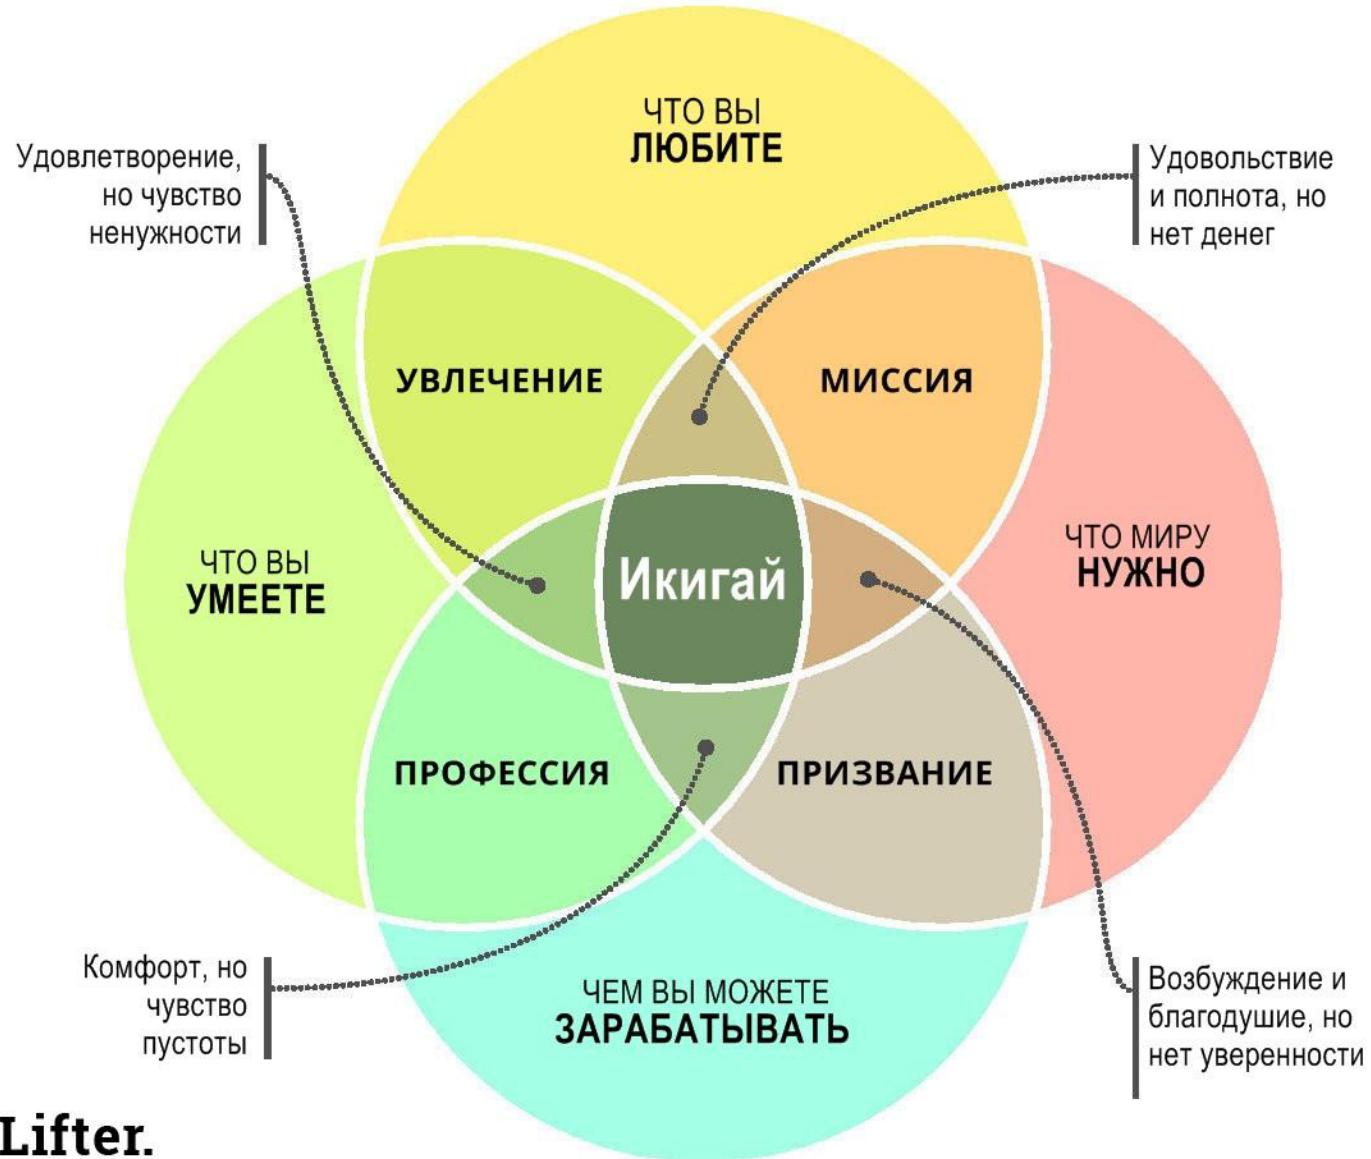 ЧТО ВЫ
ЛЮБИТЕ
Удовлетворение,
но чувство
ненужности
Удовольствие
и полнота, но
нет денег
УВЛЕЧЕНИЕ
МИССИЯ
ЧТО ВЫ
УМЕЕТЕ
Икигай
ЧТО МИРУ
НУЖНО
ПРОФЕССИЯ
ПРИЗВАНИЕ
Комфорт, но
чувство
пустоты
ЧЕМ ВЫ МОЖЕТЕ
ЗАРАБАТЫВАТЬ
Возбуждение и
благодушие, но
нет уверенности
Lifter.